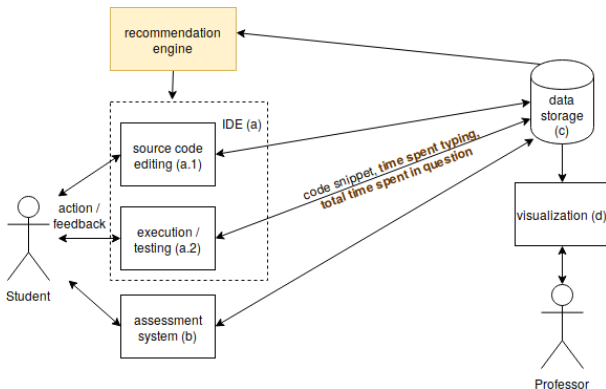 recommendation
engine
IDE (a)
source code
editing (a.1)
data
storage
(c)
code snippet, time spent typing,
total time spent in question
action /
feedback
execution /
testing (a.2)
visualization (d)
Student
assessment
system (b)
Professor